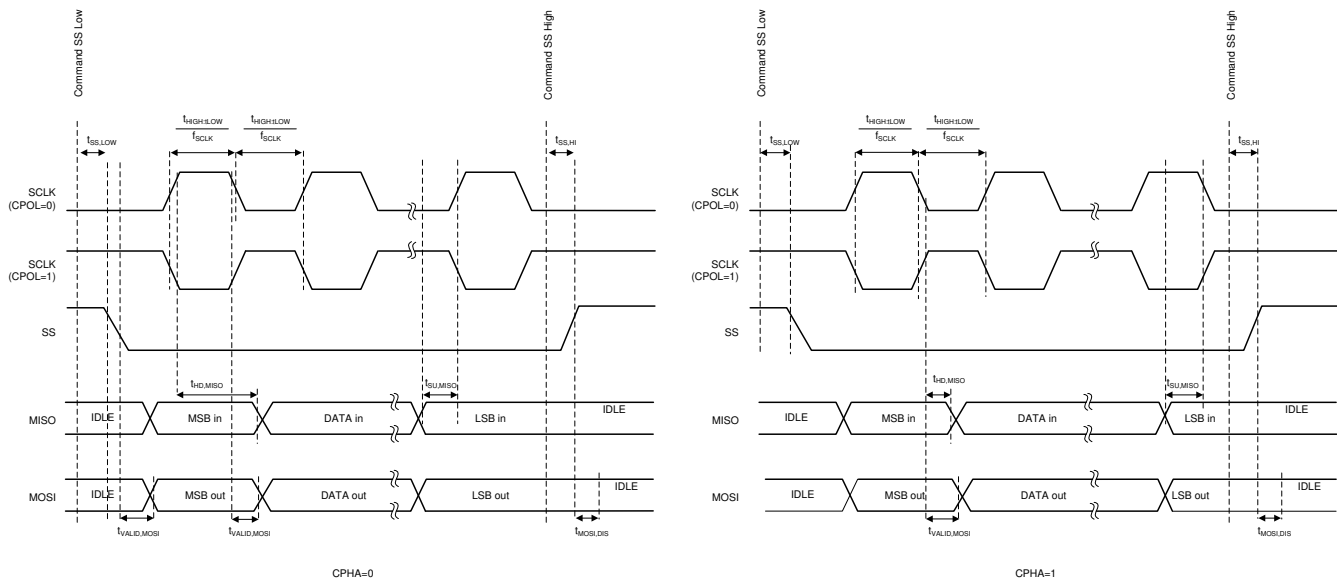 Command SS Low
Command SS High
tHIGH:tLOW
fSCLK
tHIGH:tLOW
fSCLK
tSS,LOW
tSS,HI
SCLK
(CPOL=0)
SCLK
(CPOL=1)
SS
tHD,MISO
tSU,MISO
MISO
IDLE
MSB in
DATA in
LSB in
IDLE
MOSI
IDLE
MSB out
DATA out
LSB out
IDLE
tVALID,MOSI
tVALID,MOSI
tMOSI,DIS
CPHA=0
Command SS Low
Command SS High
tHIGH:tLOW
fSCLK
tHIGH:tLOW
fSCLK
tSS,LOW
tSS,HI
SCLK
(CPOL=0)
SCLK
(CPOL=1)
SS
tHD,MISO
tSU,MISO
MISO
IDLE
MSB in
DATA in
LSB in
IDLE
MOSI
IDLE
MSB out
DATA out
LSB out
IDLE
tVALID,MOSI
tMOSI,DIS
CPHA=1